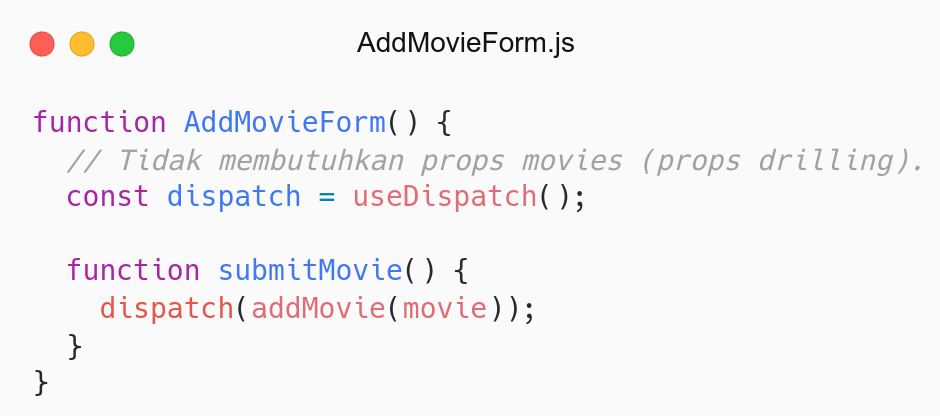 AddMovieForm.js
function AddMovieForm() {
  // Tidak membutuhkan props movies (props drilling).
  const dispatch = useDispatch();

  function submitMovie() {
    dispatch(addMovie(movie));
  }
}